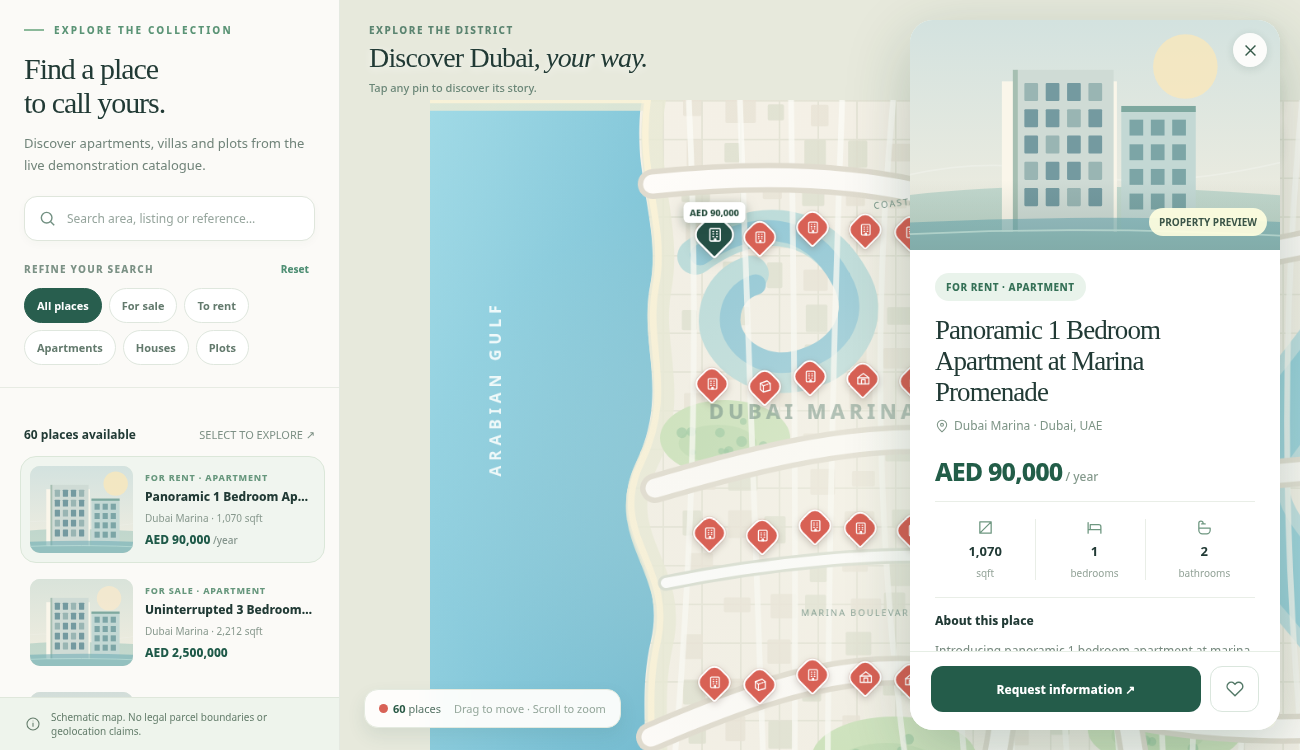 EXPLORE THE COLLECTION
Find a place
to call yours.
Discover apartments, villas and plots from the
live demonstration catalogue.
Search area, listing or reference...
REFINE YOUR SEARCH
Reset
All places
For sale
To rent
Apartments
Houses
Plots
60 places available
SELECT TO EXPLORE ↗
FOR RENT · APARTMENT
Panoramic 1 Bedroom Ap...
Dubai Marina · 1,070 sqft
AED 90,000 /year
FOR SALE · APARTMENT
Uninterrupted 3 Bedroom...
Dubai Marina · 2,212 sqft
AED 2,500,000
Schematic map. No legal parcel boundaries or
geolocation claims.
EXPLORE THE DISTRICT
Discover Dubai, your way.
Tap any pin to discover its story.
AED 90,000
ARABIAN GULF
DUBAI MARINA
60 places
Drag to move · Scroll to zoom
PROPERTY PREVIEW
FOR RENT · APARTMENT
Panoramic 1 Bedroom
Apartment at Marina
Promenade
Dubai Marina · Dubai, UAE
AED 90,000 / year
1,070
sqft
1
bedrooms
2
bathrooms
About this place
Introducing panoramic 1 bedroom apartment at marina
Request information ↗